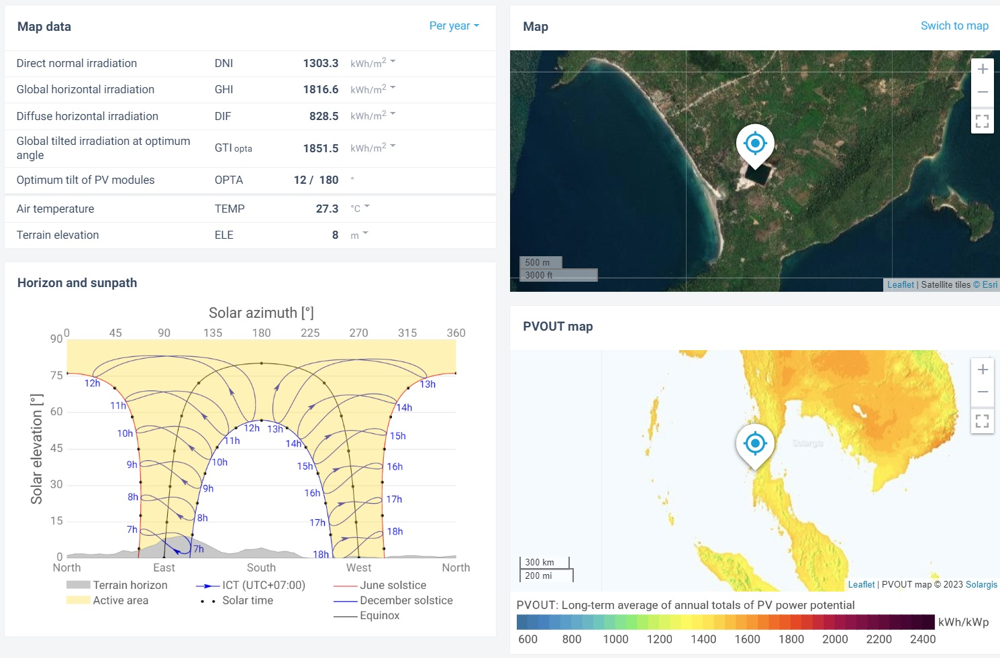 Map data
Per year
Direct normal irradiation DNI 1303.3 kWh/m²
Global horizontal irradiation GHI 1816.6 kWh/m²
Diffuse horizontal irradiation DIF 828.5 kWh/m²
Global tilted irradiation at optimum angle GTI opta 1851.5 kWh/m²
Optimum tilt of PV modules OPTA 12 / 180 °
Air temperature TEMP 27.3 °C
Terrain elevation ELE 8 m
Horizon and sunpath
Solar azimuth [°]
0 45 90 135 180 225 270 315 360
Solar elevation [°]
90
75
60
45
30
15
0
12h 13h
11h 12h 13h 14h
10h 11h 14h 15h
9h 10h 15h 16h
8h 9h 16h 17h
7h 8h 17h 18h
7h 18h
North East South West North
Terrain horizon ICT (UTC+07:00) June solstice
Active area Solar time December solstice
Equinox
Map
Swich to map
+
−
500 m
3000 ft
Leaflet | Satellite tiles © Esri
PVOUT map
+
−
Solargis
300 km
200 mi
Leaflet | PVOUT map © 2023 Solargis
PVOUT: Long-term average of annual totals of PV power potential
kWh/kWp
600 800 1000 1200 1400 1600 1800 2000 2200 2400